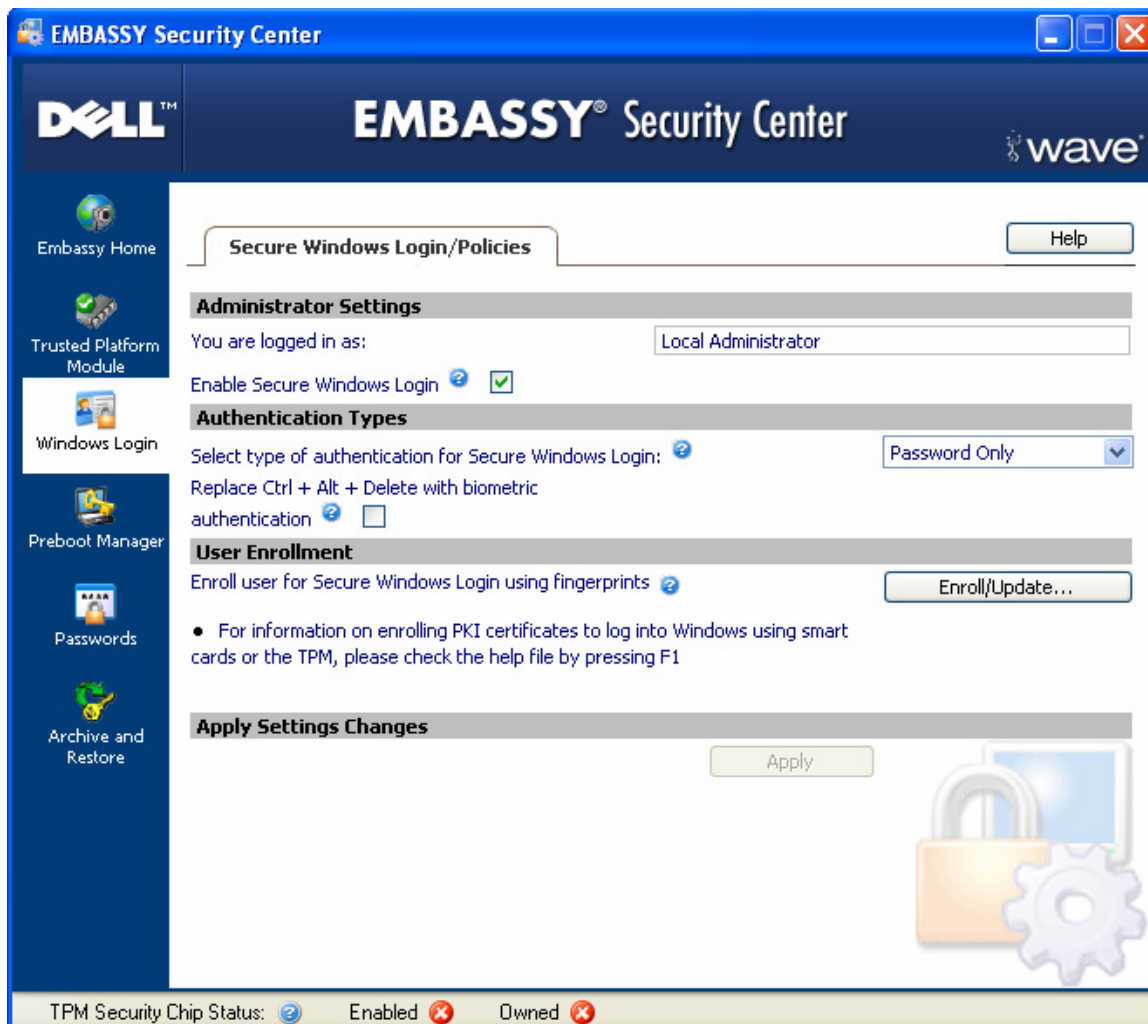 EMBASSY Security Center
DELL™
EMBASSY® Security Center
wave
Embassy Home
Trusted Platform
Module
Windows Login
Preboot Manager
Passwords
Archive and
Restore
Secure Windows Login/Policies
Help
Administrator Settings
You are logged in as:
Local Administrator
Enable Secure Windows Login
Authentication Types
Select type of authentication for Secure Windows Login:
Password Only
Replace Ctrl + Alt + Delete with biometric
authentication
User Enrollment
Enroll user for Secure Windows Login using fingerprints
Enroll/Update...
• For information on enrolling PKI certificates to log into Windows using smart
cards or the TPM, please check the help file by pressing F1
Apply Settings Changes
Apply
TPM Security Chip Status: Enabled Owned